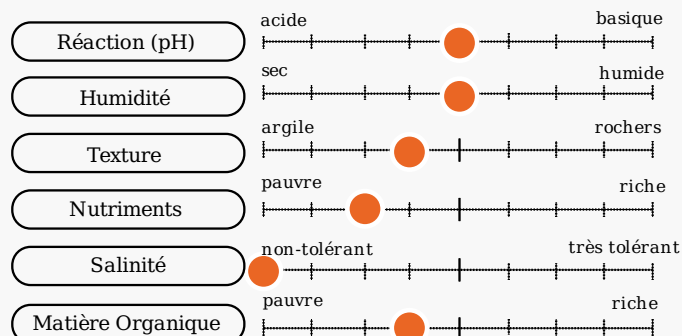 acide basique
Réaction (pH)
sec humide
Humidité
argile rochers
Texture
pauvre riche
Nutriments
non-tolérant très tolérant
Salinité
pauvre riche
Matière Organique